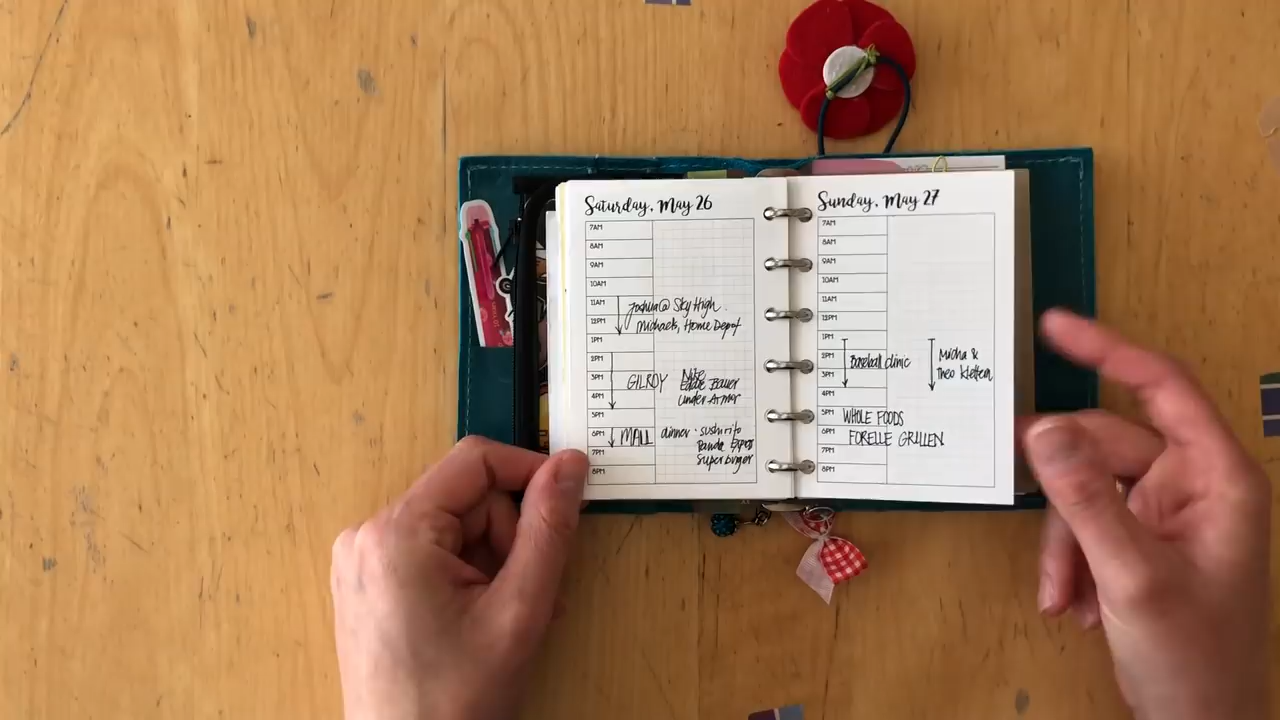 Saturday, May 26
7AM
8AM
9AM
10AM
11AM
Joshua@ Sky High
12PM
Michaels, Home Depot
1PM
2PM
3PM
GILROY
Nike
Eddie Bauer
4PM
Under Armor
5PM
6PM
MALL
dinner · sushirito
7PM
Panda Express
Superburger
8PM
Sunday, May 27
7AM
8AM
9AM
10AM
11AM
12PM
1PM
2PM
Baseball clinic
Micha &
3PM
Theo klettern
4PM
5PM
WHOLE FOODS
6PM
FORELLE GRILLEN
7PM
8PM